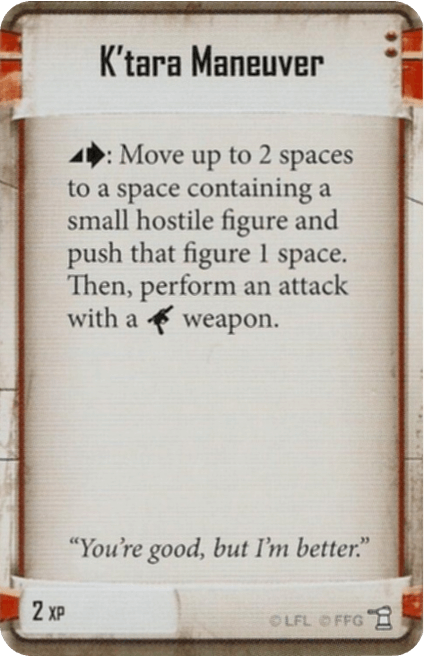 K'tara Maneuver
: Move up to 2 spaces
to a space containing a
small hostile figure and
push that figure 1 space.
Then, perform an attack
with a weapon.
“You're good, but I'm better.”
2 XP
© LFL © FFG